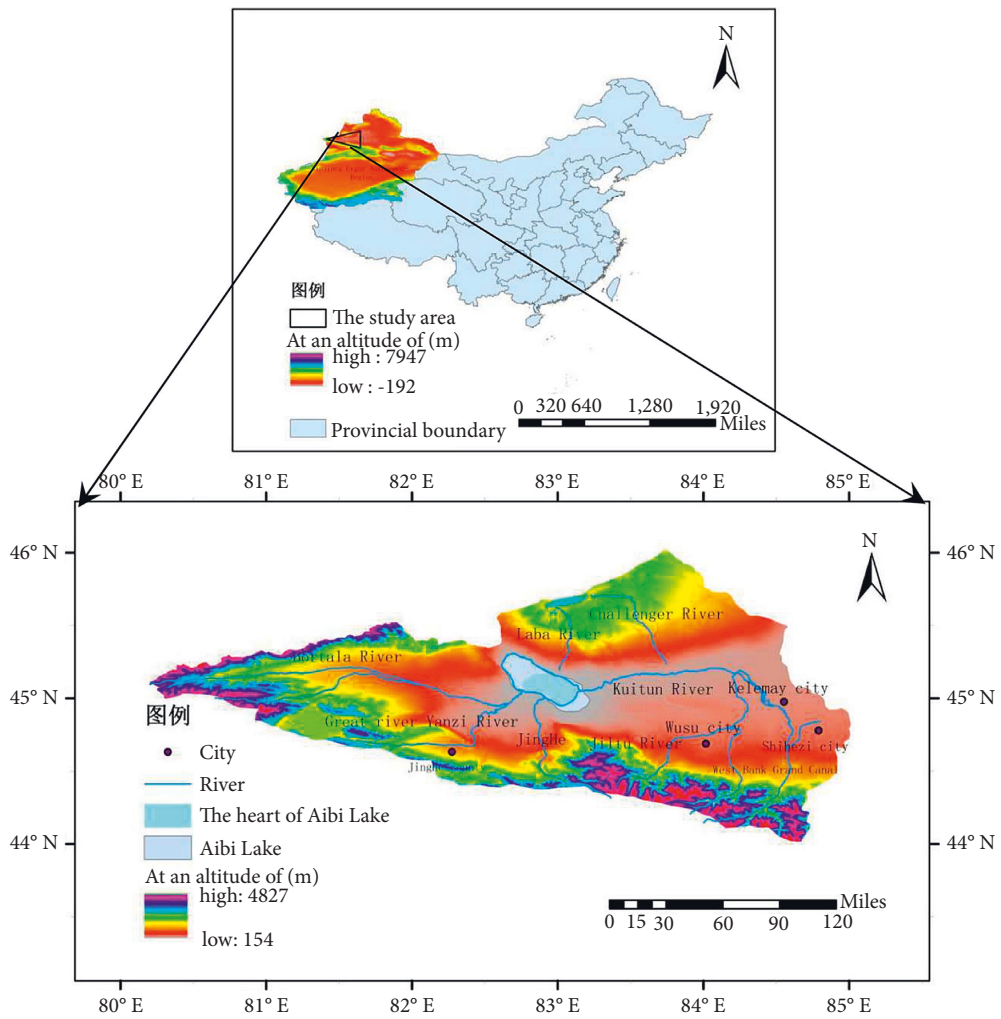 N
图例
The study area
At an altitude of (m)
high : 7947
low : -192
Provincial boundary
0 320 640 1,280 1,920
Miles
80° E 81° E 82° E 83° E 84° E 85° E
46° N 46° N
N
Challenger River
Laba River
Bortala River
45° N 45° N
Kuitun River Kelemay city
图例
Great river Yanzi River
JingHe Jiliu River Wusu city
Shihezi city
City
JingHe
West Bank Grand Canal
River
The heart of Aibi Lake
44° N 44° N
Aibi Lake
At an altitude of (m)
high: 4827
low: 154
Miles
0 15 30 60 90 120
80° E 81° E 82° E 83° E 84° E 85° E